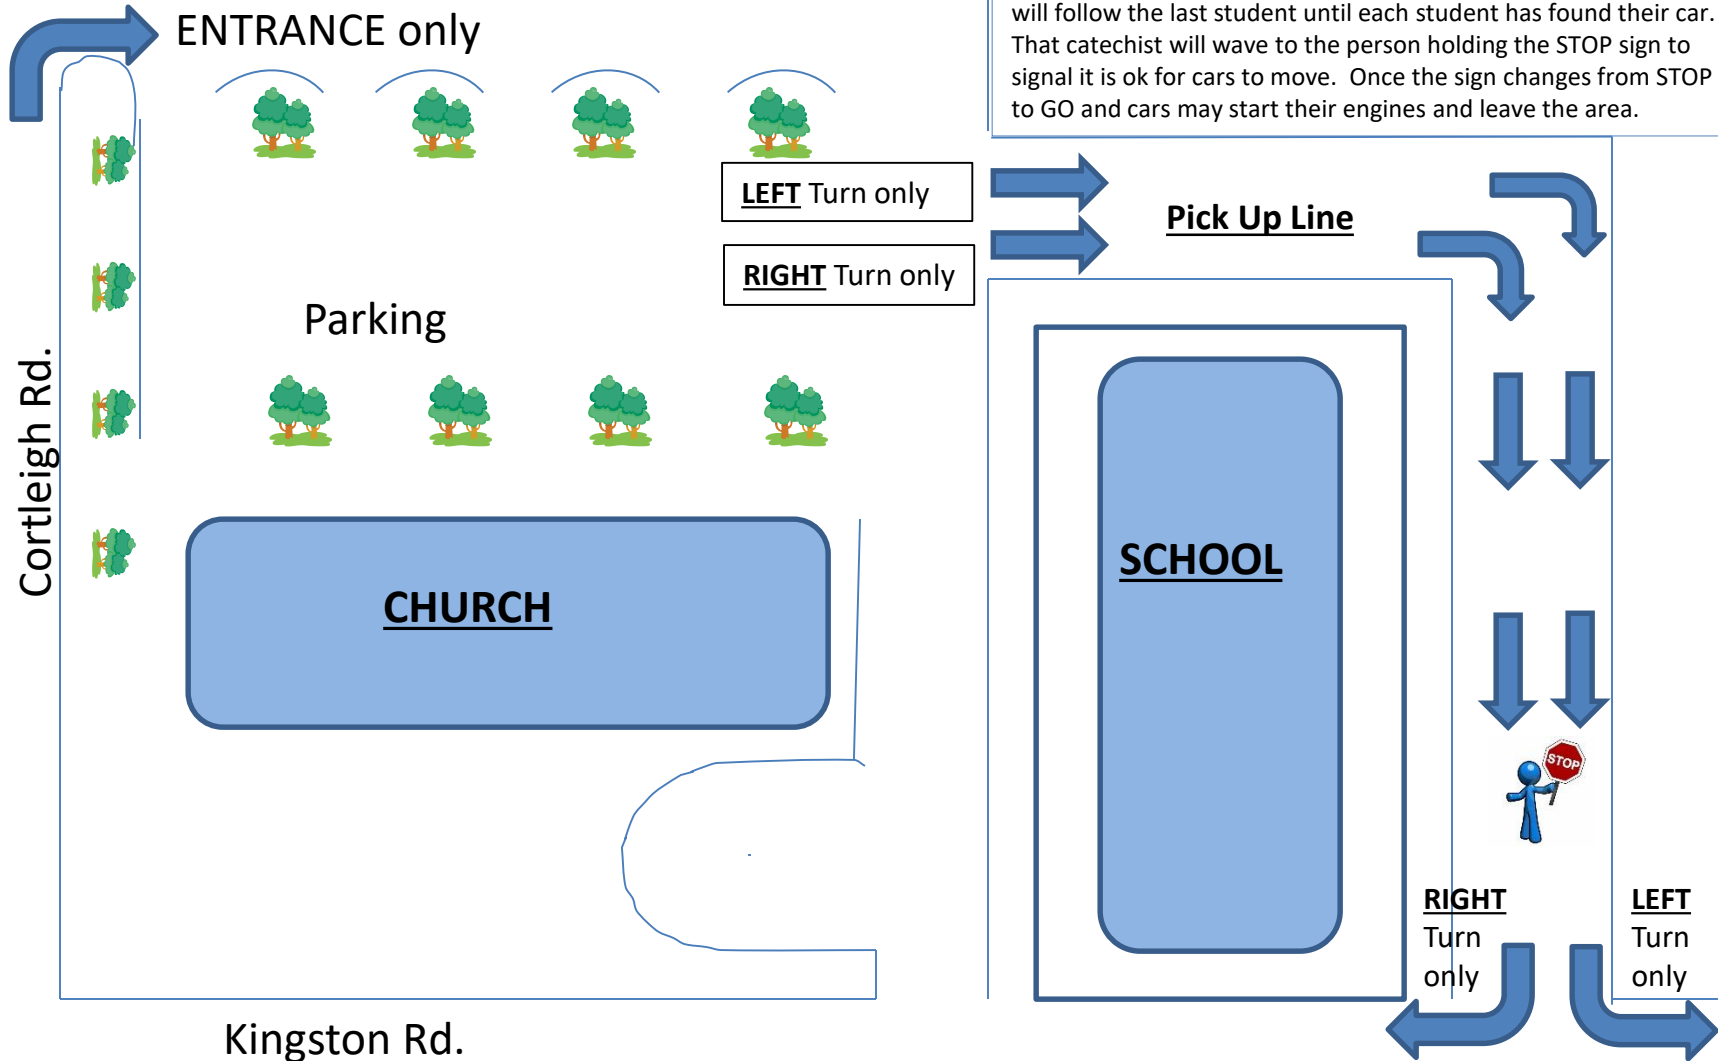 ENTRANCE only
will follow the last student until each student has found their car.
That catechist will wave to the person holding the STOP sign to
signal it is ok for cars to move.  Once the sign changes from STOP
to GO and cars may start their engines and leave the area.
LEFT Turn only
RIGHT Turn only
Pick Up Line
Parking
Cortleigh Rd.
CHURCH
SCHOOL
STOP
RIGHT
Turn
only
LEFT
Turn
only
Kingston Rd.